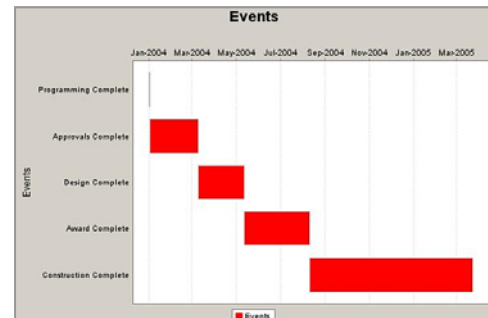 Events
Jan-2004 Mar-2004 May-2004 Jul-2004 Sep-2004 Nov-2004 Jan-2005 Mar-2005
Programming Complete
Approvals Complete
Design Complete
Award Complete
Construction Complete
Events
Events